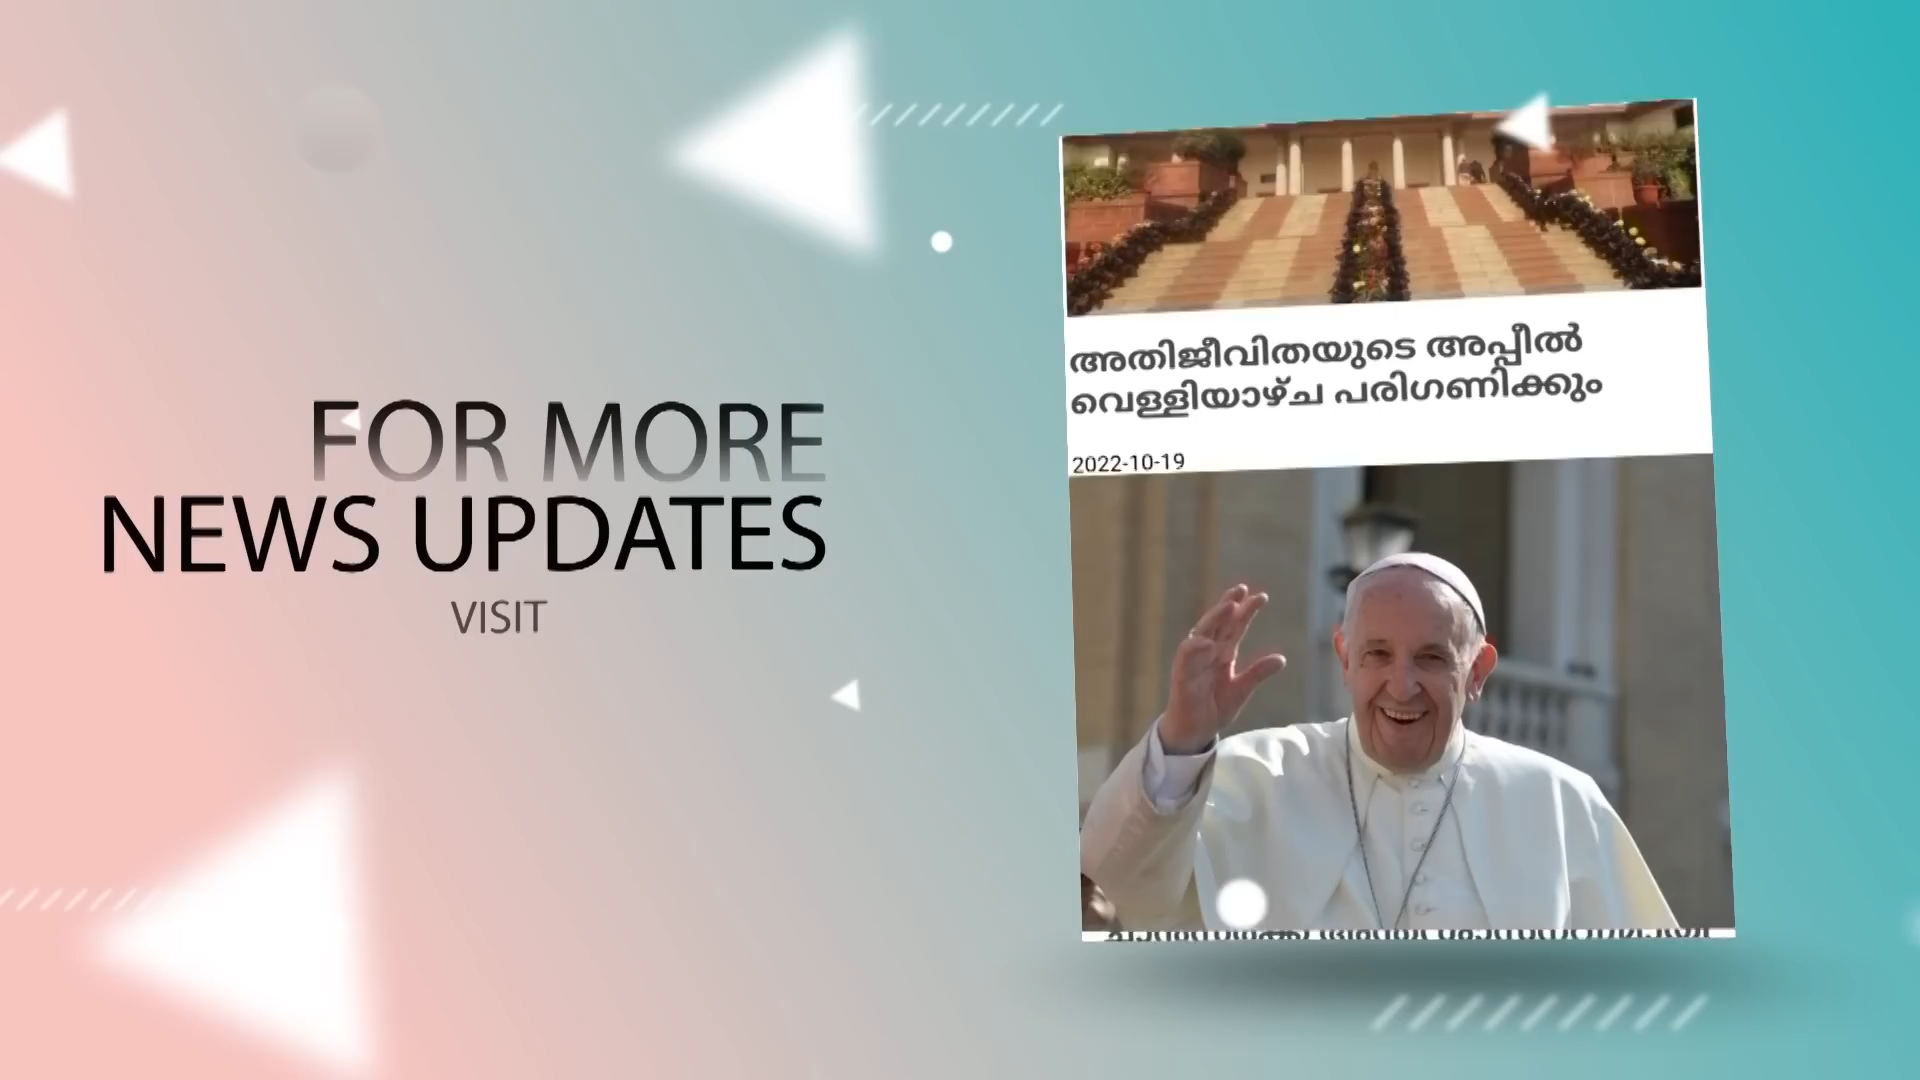 FOR MORE
NEWS UPDATES
VISIT
അതിജീവിതയുടെ അപ്പീൽ
വെള്ളിയാഴ്ച പരിഗണിക്കും
2022-10-19